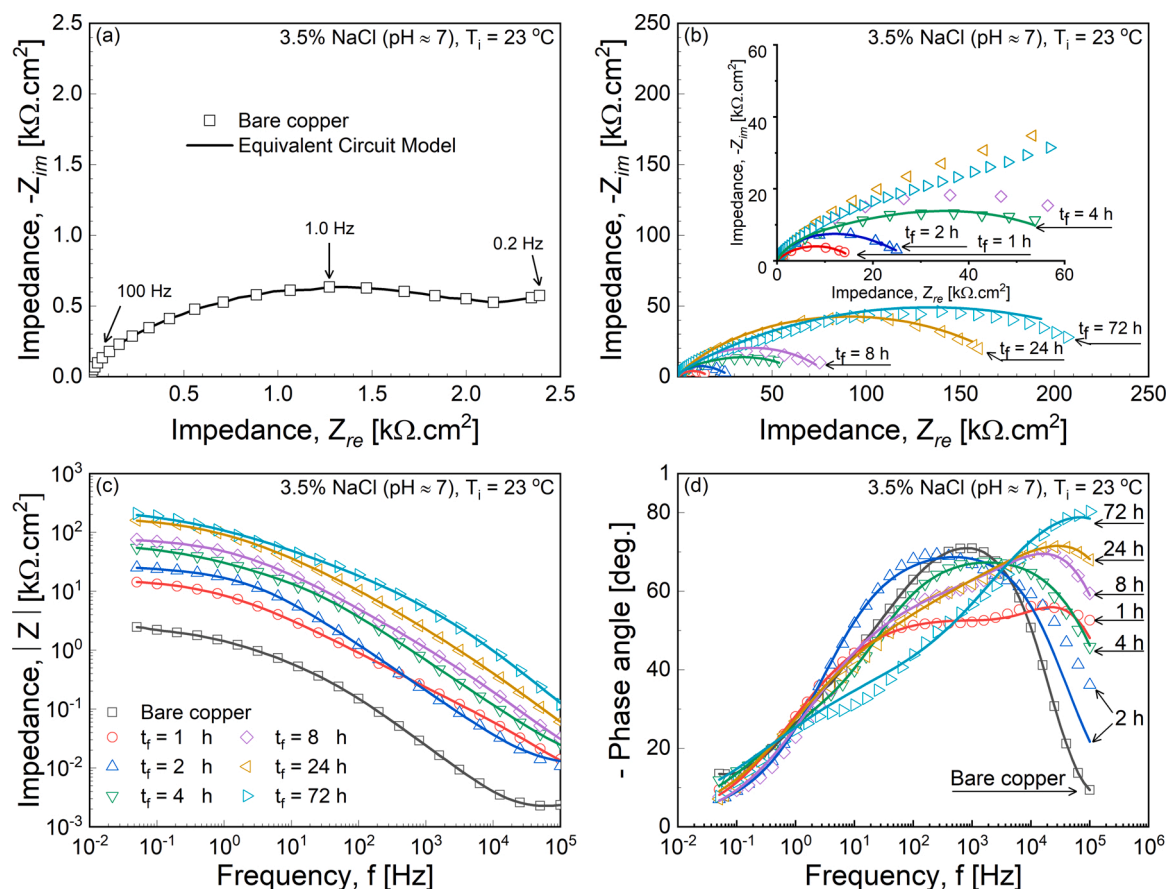 (a) 3.5% NaCl (pH ≈ 7), T_i = 23 °C
Impedance, -Z_im [kΩ.cm²]
2.5
2.0
1.5
1.0
0.5
0.0
Bare copper
Equivalent Circuit Model
100 Hz
1.0 Hz
0.2 Hz
0.0 0.5 1.0 1.5 2.0 2.5
Impedance, Z_re [kΩ.cm²]
(b) 3.5% NaCl (pH ≈ 7), T_i = 23 °C
Impedance, -Z_im [kΩ.cm²]
250
200
150
100
50
0
Impedance, -Z_im [kΩ.cm²]
60
40
20
0
t_f = 4 h
t_f = 2 h
t_f = 1 h
0 20 40 60
Impedance, Z_re [kΩ.cm²]
t_f = 72 h
t_f = 24 h
t_f = 8 h
0 50 100 150 200 250
Impedance, Z_re [kΩ.cm²]
(c) 3.5% NaCl (pH ≈ 7), T_i = 23 °C
Impedance, | Z | [kΩ.cm²]
10³
10²
10¹
10⁰
10⁻¹
10⁻²
10⁻³
Bare copper
t_f = 1 h
t_f = 2 h
t_f = 4 h
t_f = 8 h
t_f = 24 h
t_f = 72 h
10⁻² 10⁻¹ 10⁰ 10¹ 10² 10³ 10⁴ 10⁵
Frequency, f [Hz]
(d) 3.5% NaCl (pH ≈ 7), T_i = 23 °C
- Phase angle [deg.]
1
80
60
40
20
0
72 h
24 h
8 h
1 h
4 h
2 h
Bare copper
10⁻² 10⁻¹ 10⁰ 10¹ 10² 10³ 10⁴ 10⁵ 10⁶
Frequency, f [Hz]